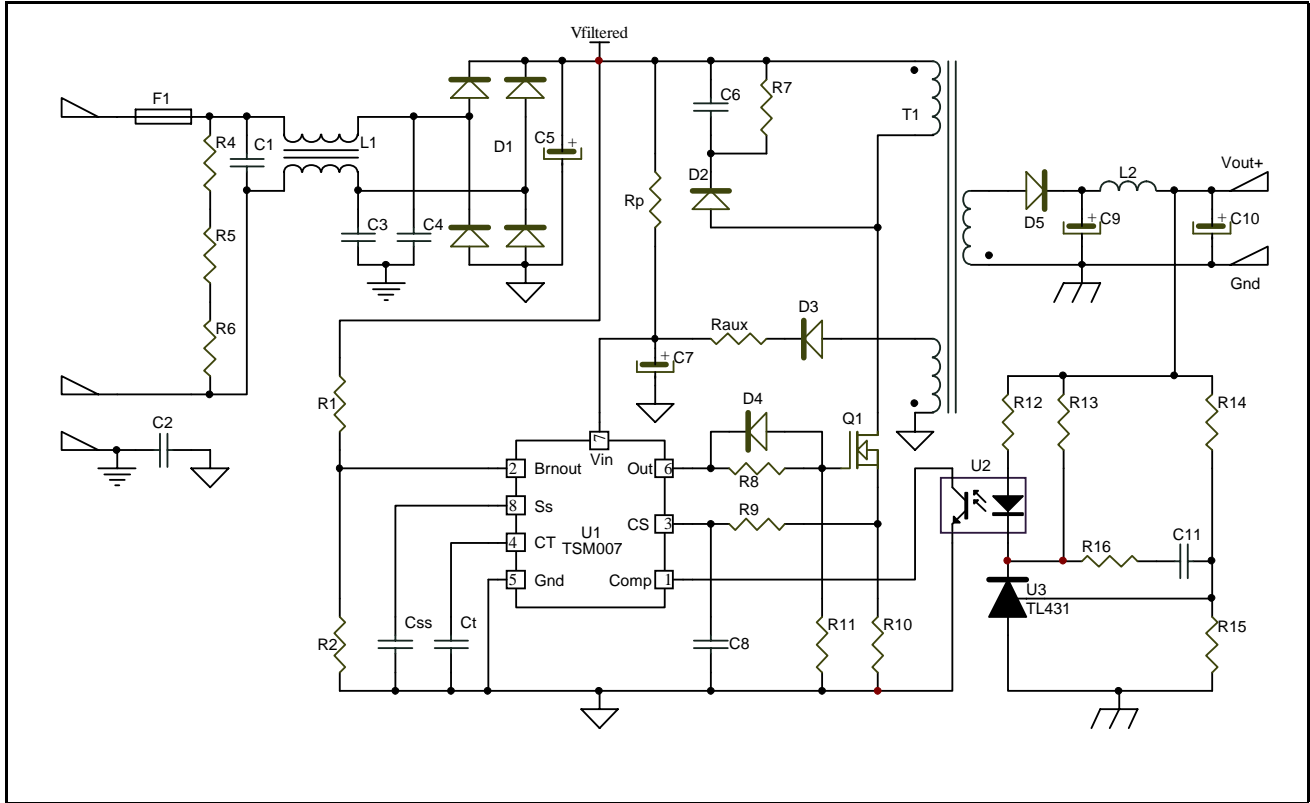 Vfiltered
F1
R4
C1
L1
D1
C5
+
C6
R7
T1
D2
Rp
L2
Vout+
D5
+
C9
+
C10
Gnd
C3
C4
R5
R6
Raux
D3
+
C7
R1
C2
D4
Q1
R12
R13
R14
7
Vin
2
Brnout
Out
6
R8
U2
8
Ss
CS
3
R9
U1
TSM007
4
CT
5
Gnd
Comp
1
R16
C11
U3
TL431
R2
Css
Ct
C8
R11
R10
R15